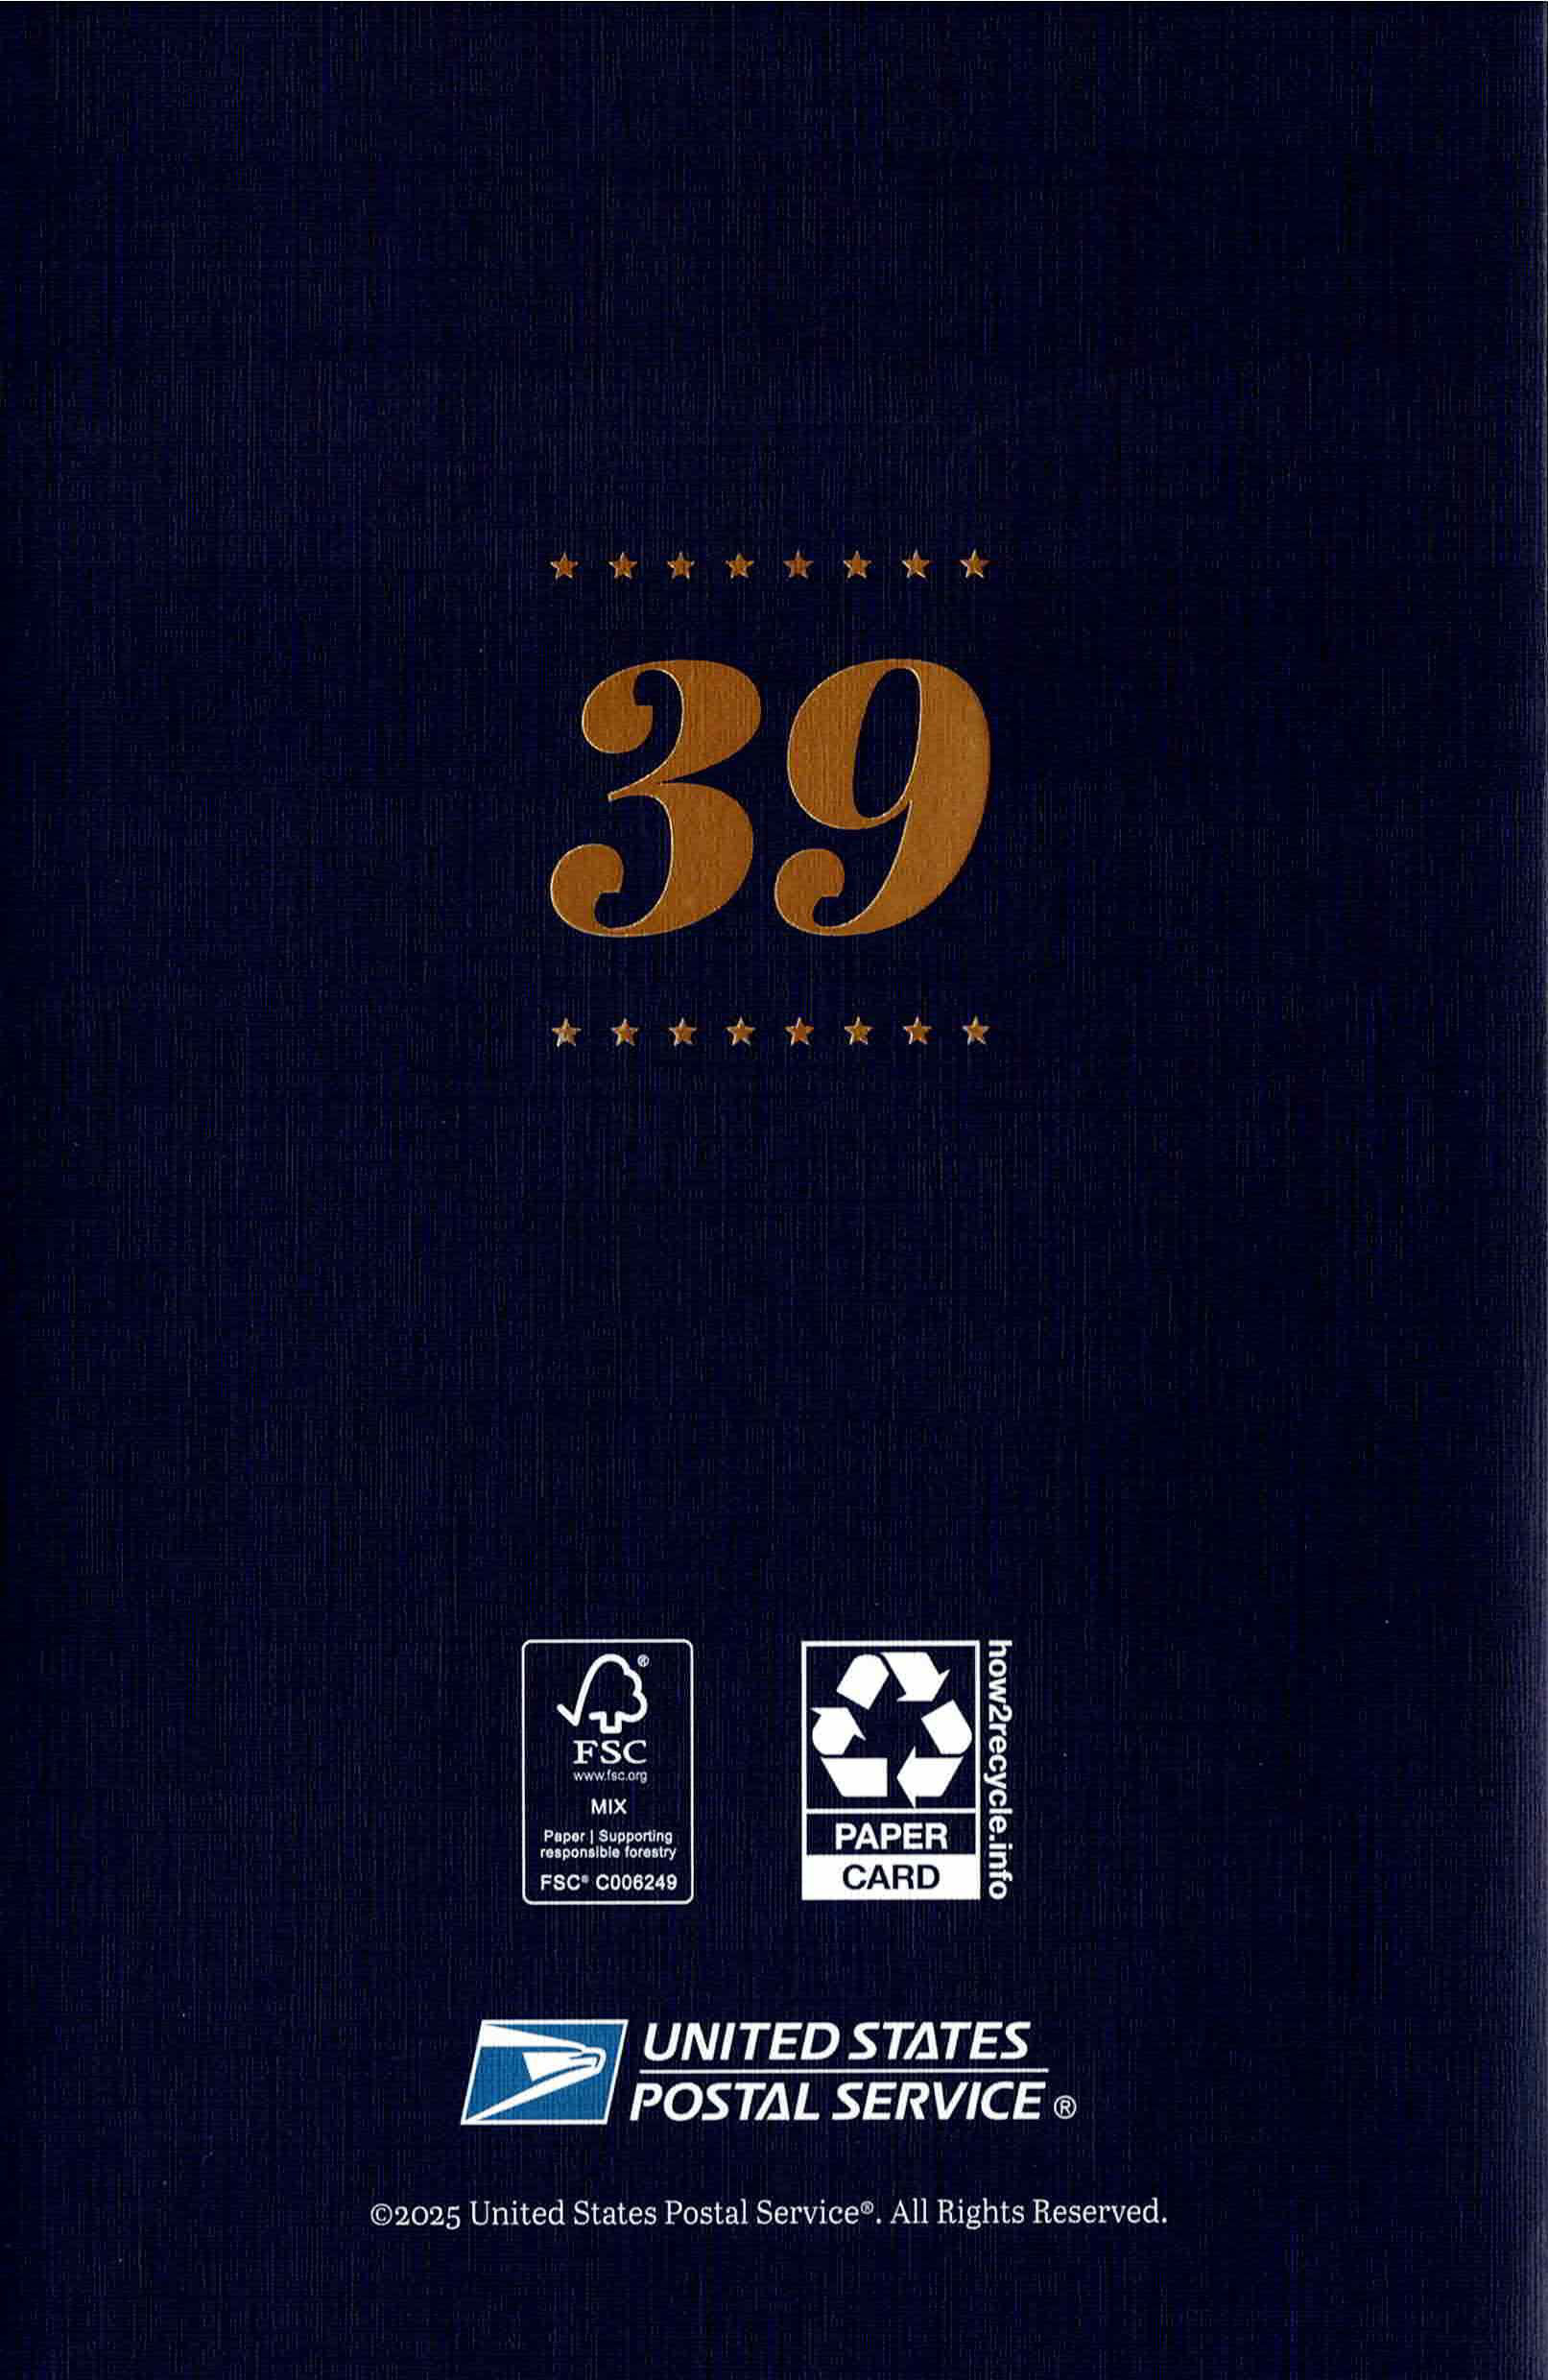 39
®
FSC
www.fsc.org
MIX
Paper | Supporting
responsible forestry
FSC® C006249
PAPER
CARD
how2recycle.info
UNITED STATES
POSTAL SERVICE ®
©2025 United States Postal Service®. All Rights Reserved.